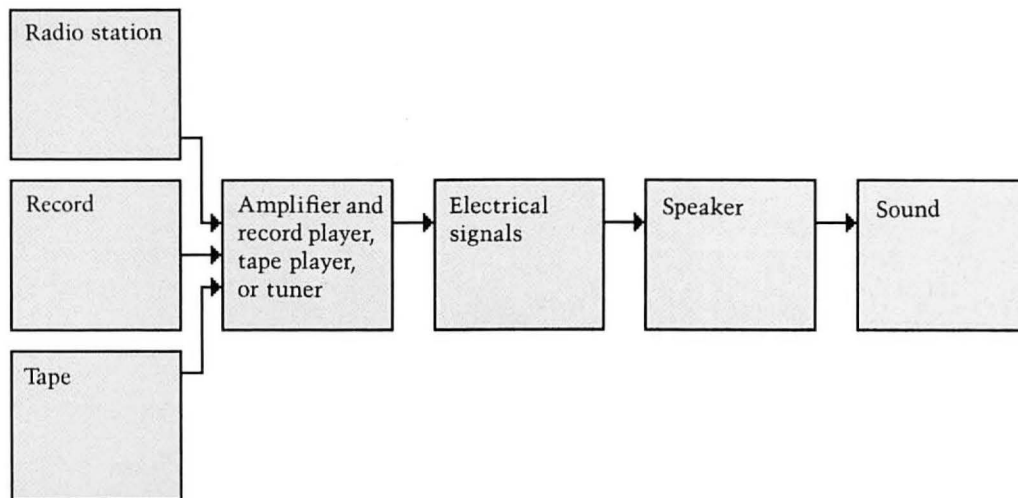 Radio station
Record
Tape
Amplifier and
record player,
tape player,
or tuner
Electrical
signals
Speaker
Sound